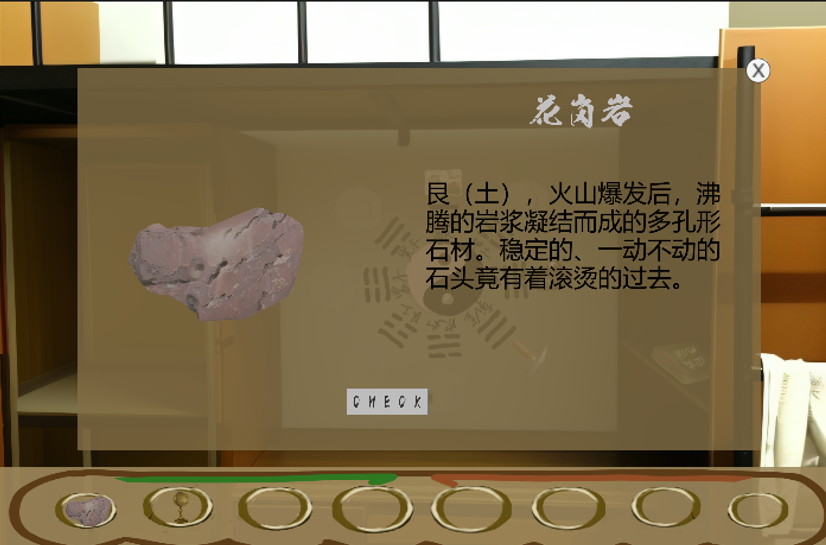 X
花岗岩
艮（土），火山爆发后，沸
腾的岩浆凝结而成的多孔形
石材。稳定的、一动不动的
石头竟有着滚烫的过去。
CHECK